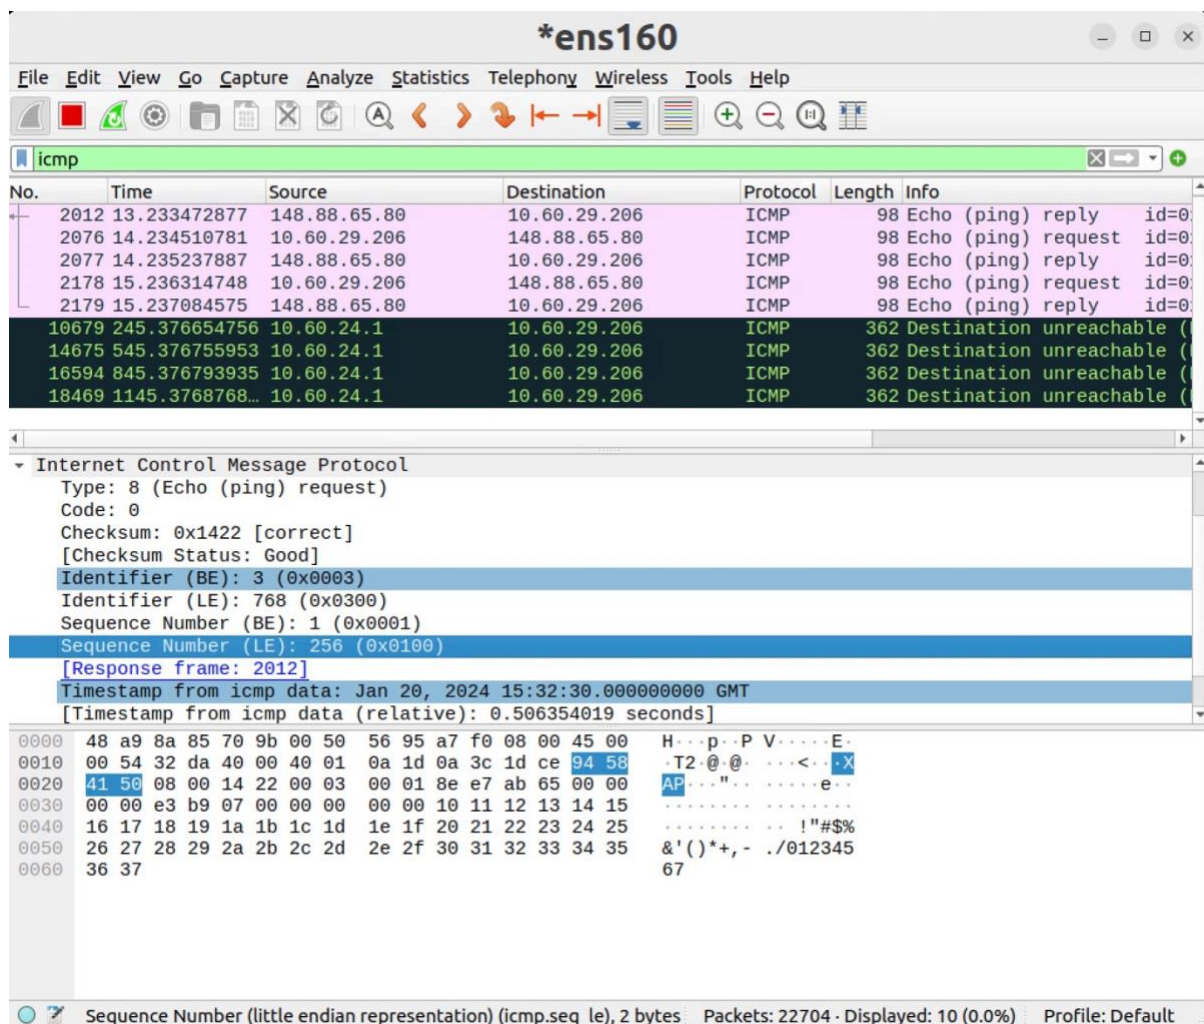 *ens160
File Edit View Go Capture Analyze Statistics Telephony Wireless Tools Help
icmp
No. Time Source Destination Protocol Length Info
2012 13.233472877 148.88.65.80 10.60.29.206 ICMP 98 Echo (ping) reply id=0
2076 14.234510781 10.60.29.206 148.88.65.80 ICMP 98 Echo (ping) request id=0
2077 14.235237887 148.88.65.80 10.60.29.206 ICMP 98 Echo (ping) reply id=0
2178 15.236314748 10.60.29.206 148.88.65.80 ICMP 98 Echo (ping) request id=0
2179 15.237084575 148.88.65.80 10.60.29.206 ICMP 98 Echo (ping) reply id=0
10679 245.376654756 10.60.24.1 10.60.29.206 ICMP 362 Destination unreachable (
14675 545.376755953 10.60.24.1 10.60.29.206 ICMP 362 Destination unreachable (
16594 845.376793935 10.60.24.1 10.60.29.206 ICMP 362 Destination unreachable (
18469 1145.3768768… 10.60.24.1 10.60.29.206 ICMP 362 Destination unreachable (
Internet Control Message Protocol
Type: 8 (Echo (ping) request)
Code: 0
Checksum: 0x1422 [correct]
[Checksum Status: Good]
Identifier (BE): 3 (0x0003)
Identifier (LE): 768 (0x0300)
Sequence Number (BE): 1 (0x0001)
Sequence Number (LE): 256 (0x0100)
[Response frame: 2012]
Timestamp from icmp data: Jan 20, 2024 15:32:30.000000000 GMT
[Timestamp from icmp data (relative): 0.506354019 seconds]
0000 48 a9 8a 85 70 9b 00 50 56 95 a7 f0 08 00 45 00 H···p··P V·····E·
0010 00 54 32 da 40 00 40 01 0a 1d 0a 3c 1d ce 94 58 ·T2·@·@· ···<···X
0020 41 50 08 00 14 22 00 03 00 01 8e e7 ab 65 00 00 AP···"·· ·····e··
0030 00 00 e3 b9 07 00 00 00 00 00 10 11 12 13 14 15 ········ ········
0040 16 17 18 19 1a 1b 1c 1d 1e 1f 20 21 22 23 24 25 ········ ·· !"#$%
0050 26 27 28 29 2a 2b 2c 2d 2e 2f 30 31 32 33 34 35 &'()*+,- ./012345
0060 36 37 67
Sequence Number (little endian representation) (icmp.seq_le), 2 bytes Packets: 22704 · Displayed: 10 (0.0%) Profile: Default